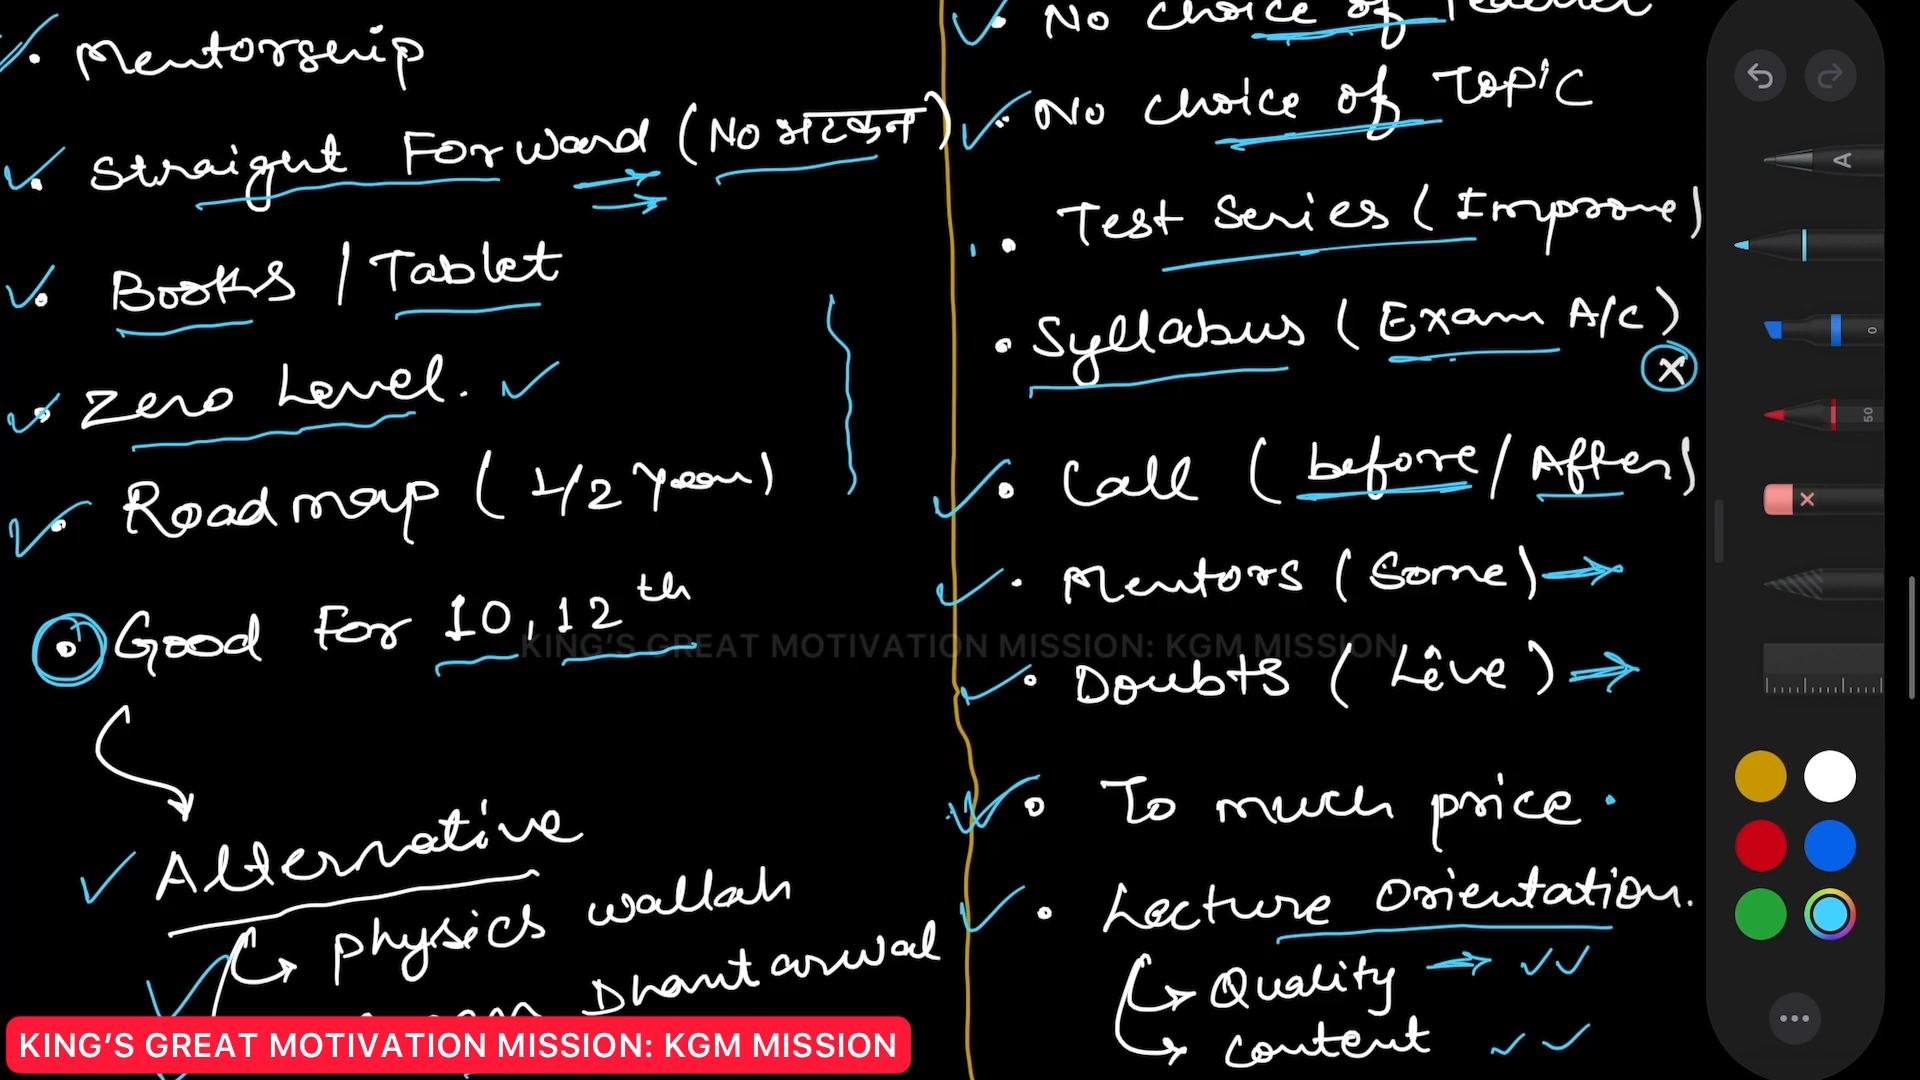 • Mentorship
• Straight Forward (No भटकन)
• Books / Tablet
• Zero Level.
• Roadmap ( 1/2 year)
• Good For 10, 12th
Alternative
Physics wallah
Dhantarwal
• No choice of Teacher
• No choice of Topic
• Test Series ( Improve)
• Syllabus ( Exam A/C )
X
• Call ( before / After)
• Mentors ( Some )
• Doubts ( Live )
• To much price
• Lecture Orientation.
Quality
content
KING'S GREAT MOTIVATION MISSION: KGM MISSION
KING'S GREAT MOTIVATION MISSION: KGM MISSION
A
0
50